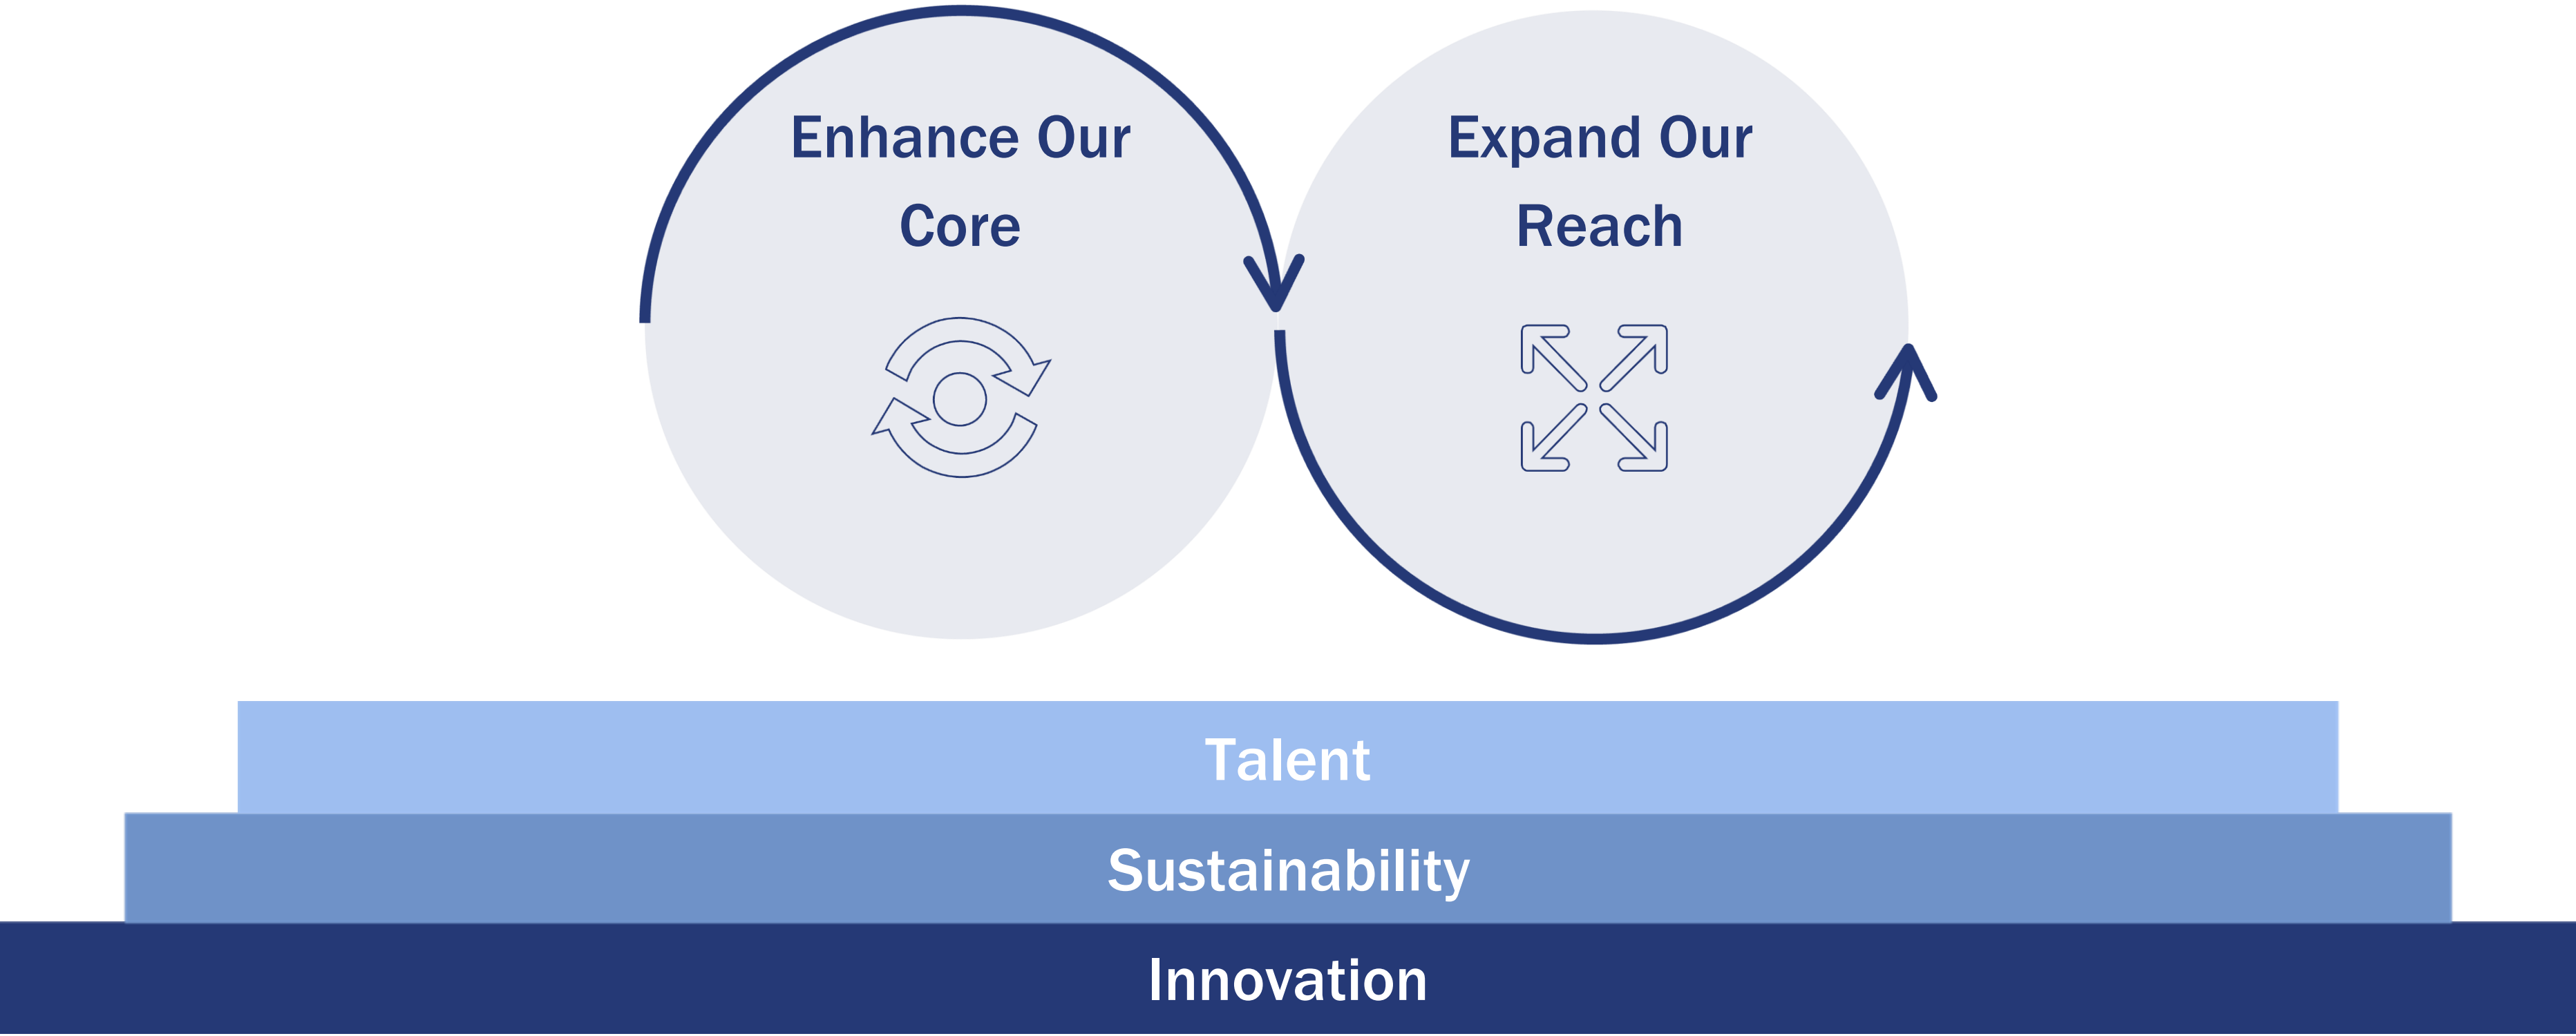 Enhance Our
Core
Expand Our
Reach
Talent
Sustainability
Innovation